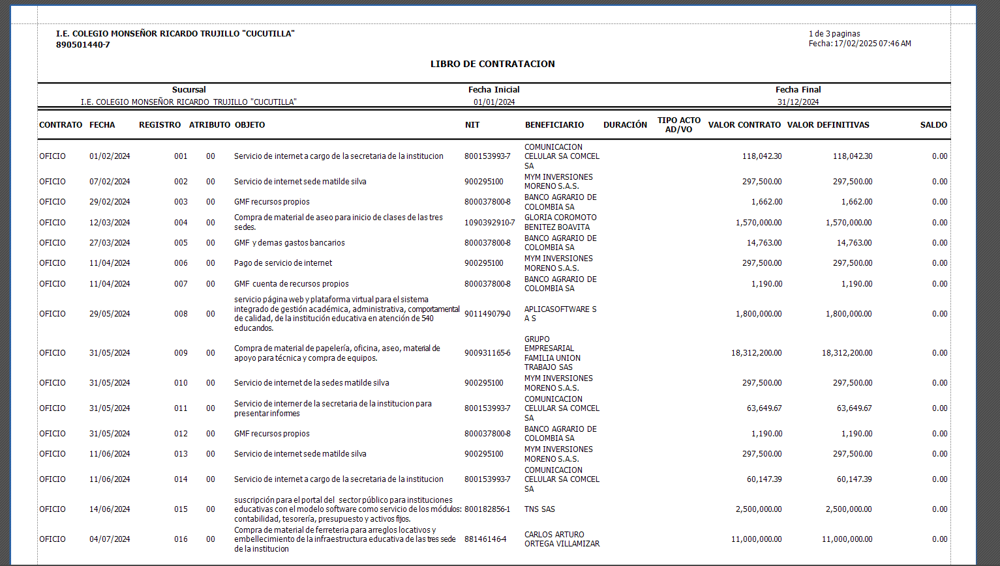 I.E. COLEGIO MONSEÑOR RICARDO TRUJILLO "CUCUTILLA"
890501440-7
1 de 3 paginas
Fecha: 17/02/2025 07:46 AM
LIBRO DE CONTRATACION
Sucursal Fecha Inicial Fecha Final
I.E. COLEGIO MONSEÑOR RICARDO TRUJILLO "CUCUTILLA" 01/01/2024 31/12/2024
CONTRATO FECHA REGISTRO ATRIBUTO OBJETO NIT BENEFICIARIO DURACIÓN TIPO ACTO AD/VO VALOR CONTRATO VALOR DEFINITIVAS SALDO
OFICIO 01/02/2024 001 00 Servicio de internet a cargo de la secretaria de la institucion 800153993-7 COMUNICACION CELULAR SA COMCEL SA 118,042.30 118,042.30 0.00
OFICIO 07/02/2024 002 00 Servicio de internet sede matilde silva 900295100 MYM INVERSIONES MORENO S.A.S. 297,500.00 297,500.00 0.00
OFICIO 29/02/2024 003 00 GMF recursos propios 800037800-8 BANCO AGRARIO DE COLOMBIA SA 1,662.00 1,662.00 0.00
OFICIO 12/03/2024 004 00 Compra de material de aseo para inicio de clases de las tres sedes. 1090392910-7 GLORIA COROMOTO BENITEZ BOAVITA 1,570,000.00 1,570,000.00 0.00
OFICIO 27/03/2024 005 00 GMF y demas gastos bancarios 800037800-8 BANCO AGRARIO DE COLOMBIA SA 14,763.00 14,763.00 0.00
OFICIO 11/04/2024 006 00 Pago de servicio de internet 900295100 MYM INVERSIONES MORENO S.A.S. 297,500.00 297,500.00 0.00
OFICIO 11/04/2024 007 00 GMF cuenta de recursos propios 800037800-8 BANCO AGRARIO DE COLOMBIA SA 1,190.00 1,190.00 0.00
OFICIO 29/05/2024 008 00 servicio página web y plataforma virtual para el sistema integrado de gestión académica, administrativa, comportamental de calidad, de la institución educativa en atención de 540 educandos. 901149079-0 APLICASOFTWARE S A S 1,800,000.00 1,800,000.00 0.00
OFICIO 31/05/2024 009 00 Compra de material de papelería, oficina, aseo, material de apoyo para técnica y compra de equipos. 900931165-6 GRUPO EMPRESARIAL FAMILIA UNION TRABAJO SAS 18,312,200.00 18,312,200.00 0.00
OFICIO 31/05/2024 010 00 Servicio de internet de la sedes matilde silva 900295100 MYM INVERSIONES MORENO S.A.S. 297,500.00 297,500.00 0.00
OFICIO 31/05/2024 011 00 Servicio de interner de la secretaria de la institucion para presentar informes 800153993-7 COMUNICACION CELULAR SA COMCEL SA 63,649.67 63,649.67 0.00
OFICIO 31/05/2024 012 00 GMF recursos propios 800037800-8 BANCO AGRARIO DE COLOMBIA SA 1,190.00 1,190.00 0.00
OFICIO 11/06/2024 013 00 Servicio de internet sede matilde silva 900295100 MYM INVERSIONES MORENO S.A.S. 297,500.00 297,500.00 0.00
OFICIO 11/06/2024 014 00 Servicio de internet a cargo de la secretaria de la institucion 800153993-7 COMUNICACION CELULAR SA COMCEL SA 60,147.39 60,147.39 0.00
OFICIO 14/06/2024 015 00 suscripción para el portal del sector público para instituciones educativas con el modelo software como servicio de los módulos: contabilidad, tesorería, presupuesto y activos fijos. 800182856-1 TNS SAS 2,500,000.00 2,500,000.00 0.00
OFICIO 04/07/2024 016 00 Compra de material de ferreteria para arreglos locativos y embellecimiento de la infraestructura educativa de las tres sede de la institucion 88146146-4 CARLOS ARTURO ORTEGA VILLAMIZAR 11,000,000.00 11,000,000.00 0.00